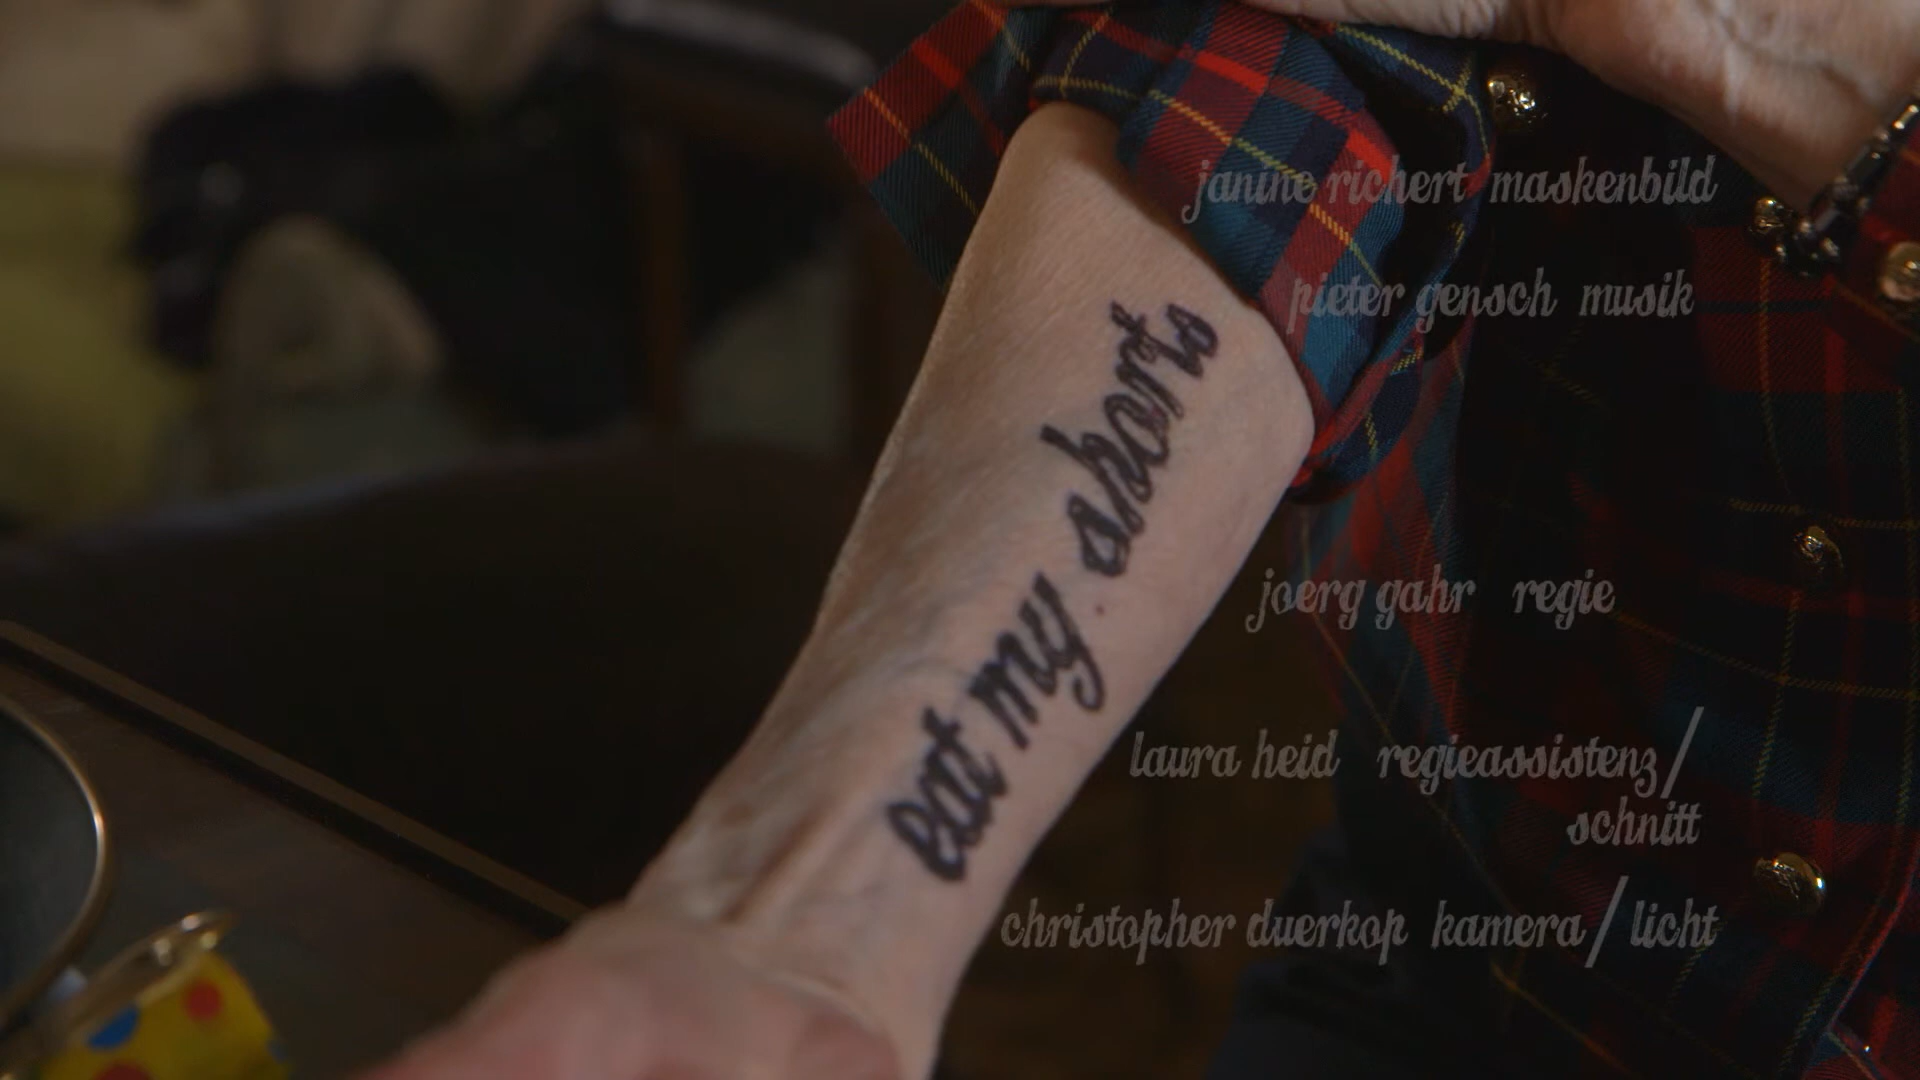 janine richert maskenbild
pieter gensch musik
eat my shorts
joerg gahr regie
laura heid regieassistenz/
schnitt
christopher duerkop kamera/licht